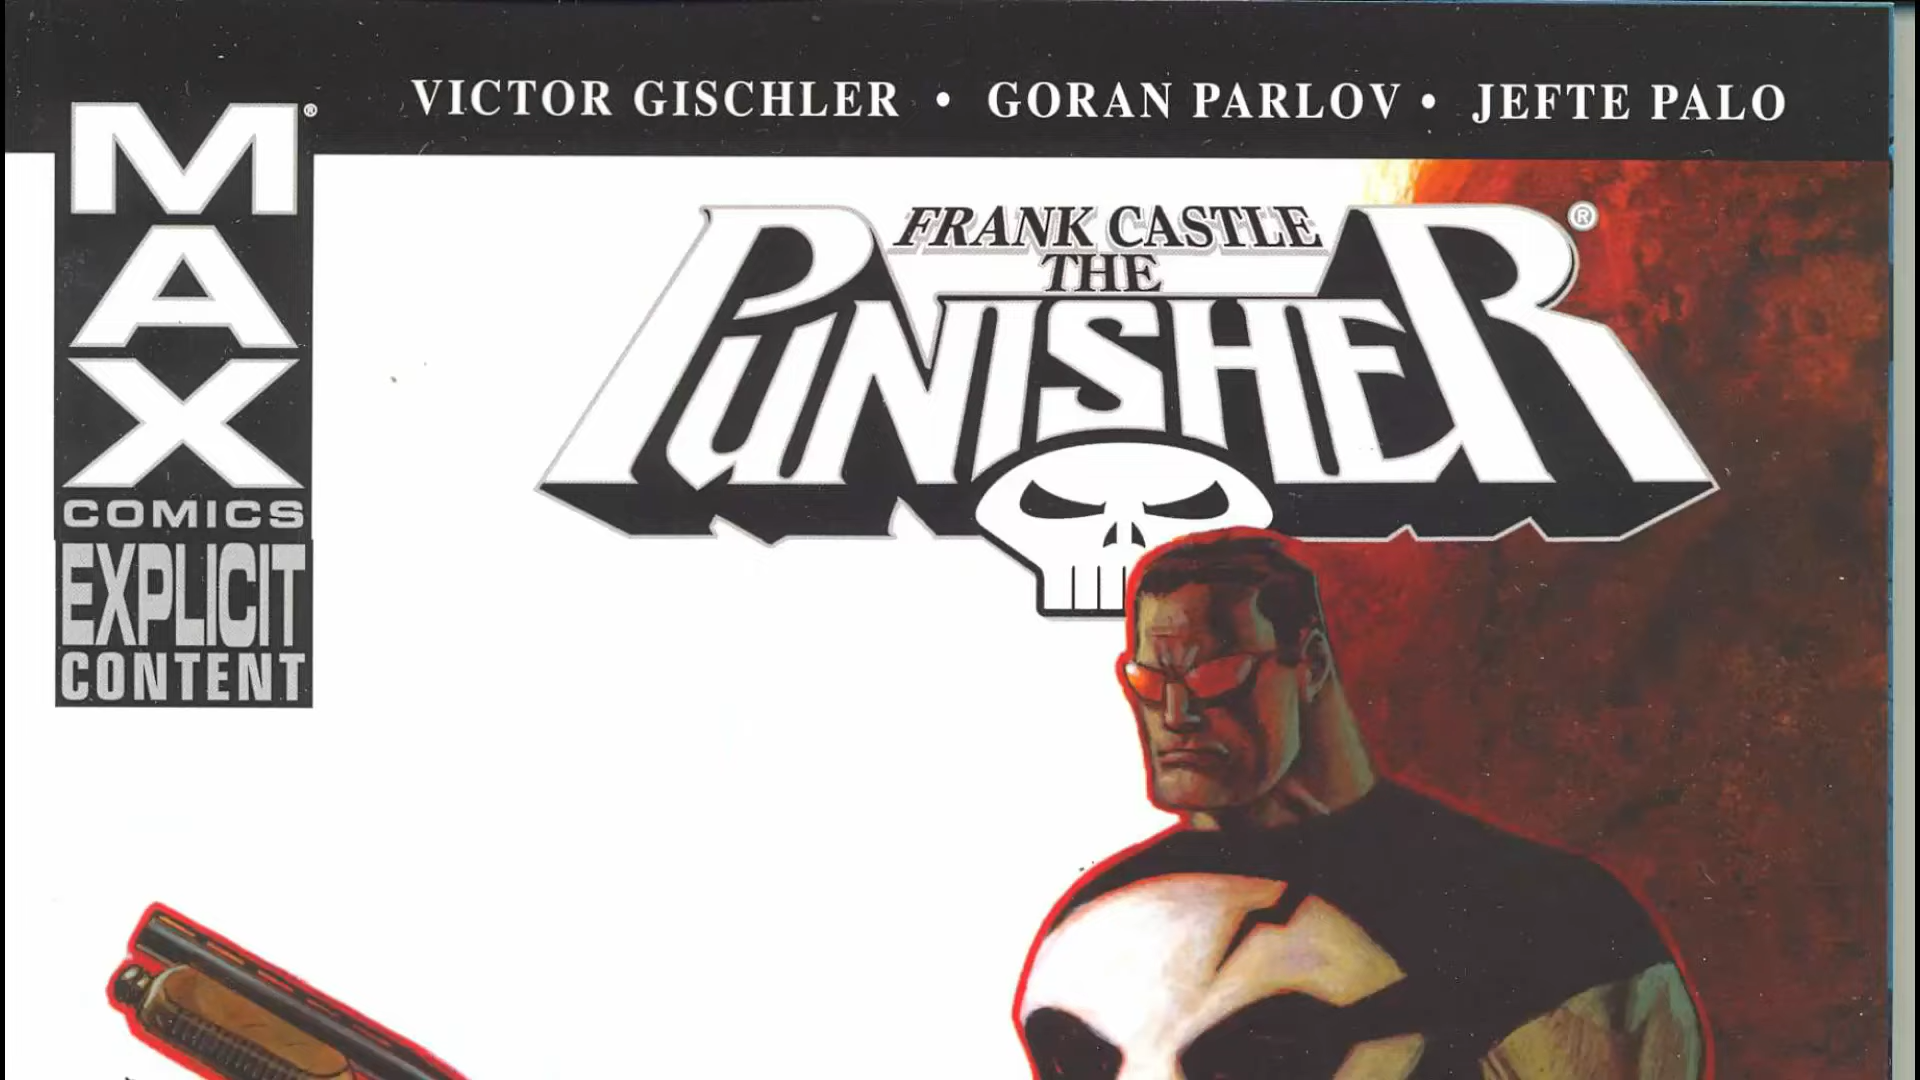 VICTOR GISCHLER • GORAN PARLOV • JEFTE PALO
MAX®
COMICS
EXPLICIT
CONTENT
FRANK CASTLE
THE
PUNISHER®